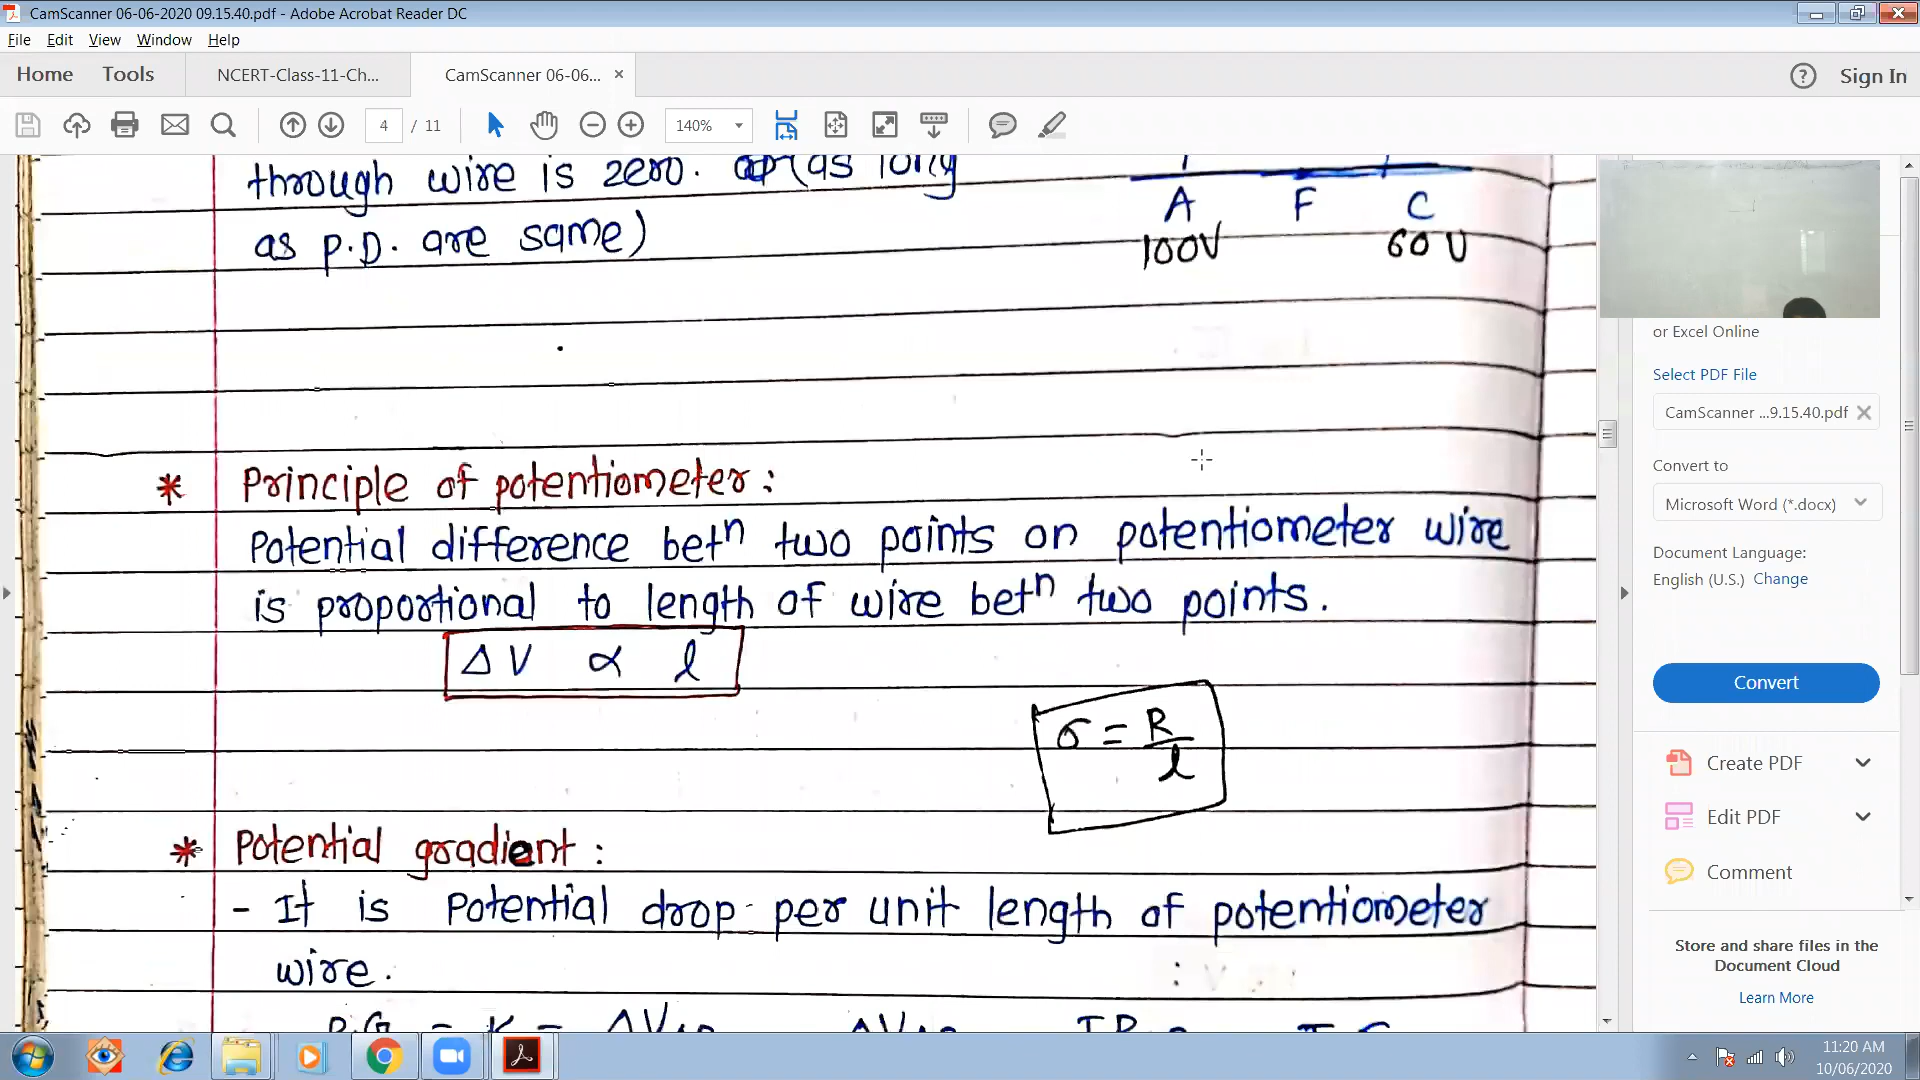 CamScanner 06-06-2020 09.15.40.pdf - Adobe Acrobat Reader DC
File Edit View Window Help
Home Tools NCERT-Class-11-Ch... CamScanner 06-06... × Sign In
4 / 11 140%
through wire is zero. (as long
as p.D. are same)
A F C
100V 60 V
* Principle of potentiometer :
Potential difference betⁿ two points on potentiometer wire
is proportional to length of wire betⁿ two points.
Δ V ∝ l
σ = R/l
* Potential gradient :
- It is Potential drop per unit length of potentiometer
wire.
P.G = K =
or Excel Online
Select PDF File
CamScanner ...9.15.40.pdf
Convert to
Microsoft Word (*.docx)
Document Language:
English (U.S.) Change
Convert
Create PDF
Edit PDF
Comment
Store and share files in the
Document Cloud
Learn More
11:20 AM
10/06/2020